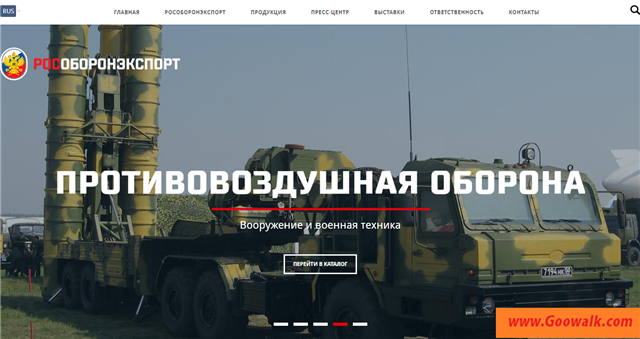 RUS
ГЛАВНАЯ РОСОБОРОНЭКСПОРТ ПРОДУКЦИЯ ПРЕСС-ЦЕНТР ВЫСТАВКИ ОТВЕТСТВЕННОСТЬ КОНТАКТЫ
РОСОБОРОНЭКСПОРТ
ПРОТИВОВОЗДУШНАЯ ОБОРОНА
Вооружение и военная техника
ПЕРЕЙТИ В КАТАЛОГ
www.Goowalk.com